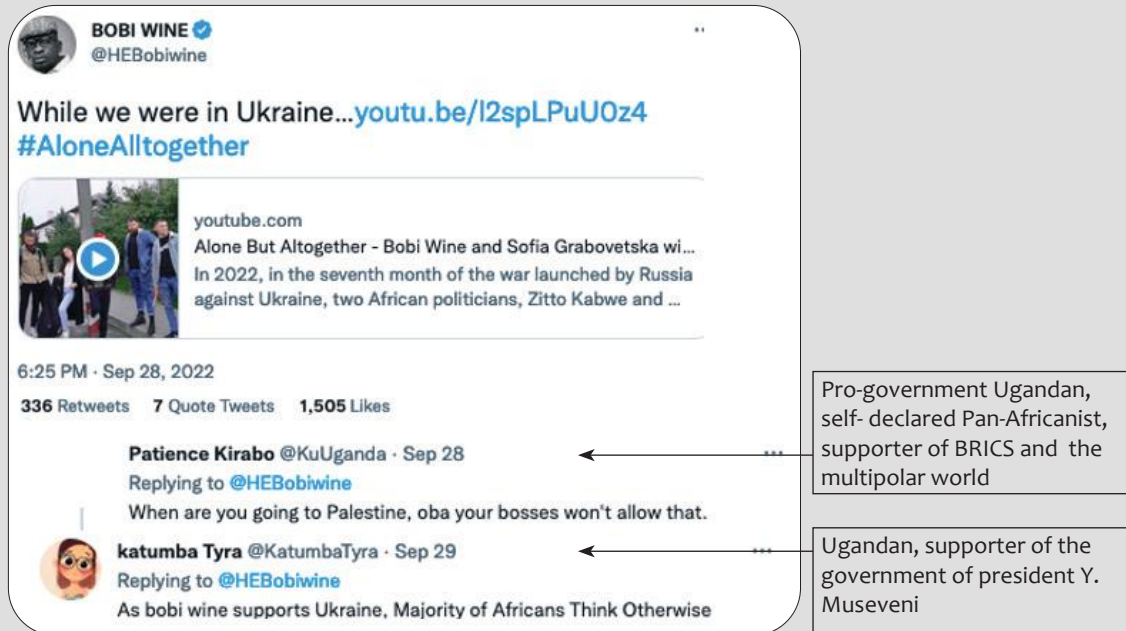 BOBI WINE
@HEBobiwine
While we were in Ukraine...youtu.be/l2spLPuU0z4
#AloneAlltogether
youtube.com
Alone But Altogether - Bobi Wine and Sofia Grabovetska wi...
In 2022, in the seventh month of the war launched by Russia
against Ukraine, two African politicians, Zitto Kabwe and ...
6:25 PM · Sep 28, 2022
336 Retweets 7 Quote Tweets 1,505 Likes
Patience Kirabo @KuUganda · Sep 28
Replying to @HEBobiwine
When are you going to Palestine, oba your bosses won't allow that.
katumba Tyra @KatumbaTyra · Sep 29
Replying to @HEBobiwine
As bobi wine supports Ukraine, Majority of Africans Think Otherwise
Pro-government Ugandan,
self- declared Pan-Africanist,
supporter of BRICS and the
multipolar world
Ugandan, supporter of the
government of president Y.
Museveni